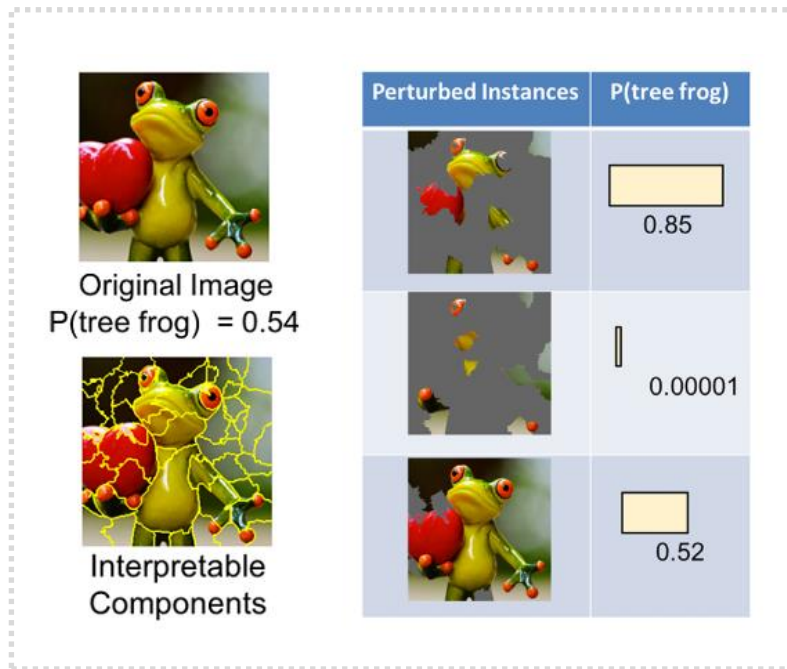 Original Image
P(tree frog) = 0.54
Interpretable
Components
Perturbed Instances P(tree frog)
0.85
0.00001
0.52